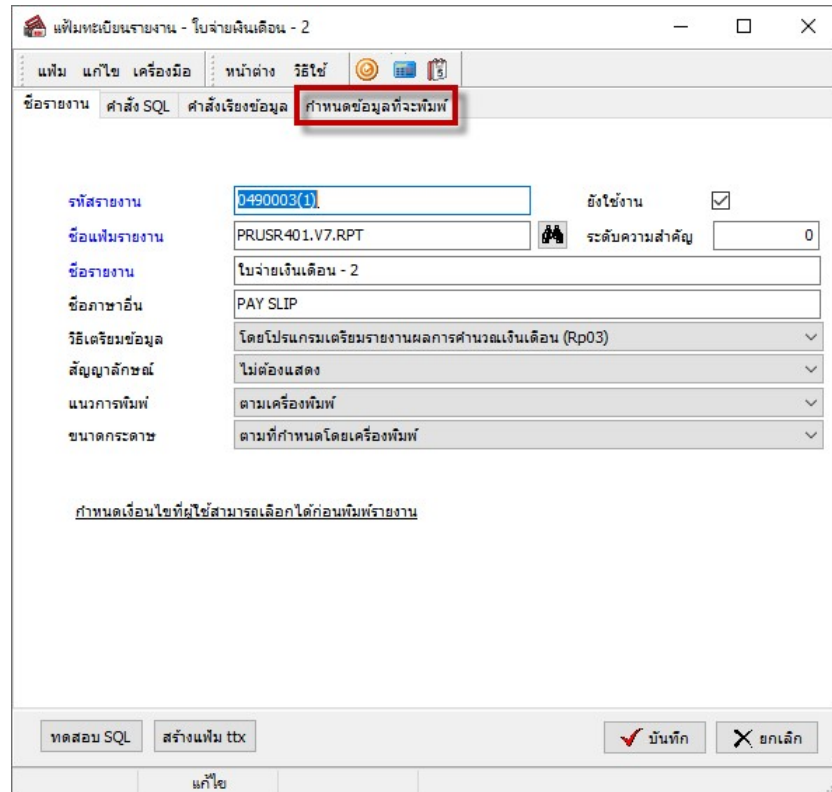 แฟ้มทะเบียนรายงาน - ใบจ่ายเงินเดือน - 2
แฟ้ม แก้ไข เครื่องมือ หน้าต่าง วิธีใช้ 5
ชื่อรายงาน คำสั่ง SQL คำสั่งเรียงข้อมูล กำหนดข้อมูลที่จะพิมพ์
รหัสรายงาน 0490003(1) ยังใช้งาน
ชื่อแฟ้มรายงาน PRUSR401.V7.RPT ระดับความสำคัญ 0
ชื่อรายงาน ใบจ่ายเงินเดือน - 2
ชื่อภาษาอื่น PAY SLIP
วิธีเตรียมข้อมูล โดยโปรแกรมเตรียมรายงานผลการคำนวณเงินเดือน (Rp03)
สัญญาลักษณ์ ไม่ต้องแสดง
แนวการพิมพ์ ตามเครื่องพิมพ์
ขนาดกระดาษ ตามที่กำหนดโดยเครื่องพิมพ์
กำหนดเงื่อนไขที่ผู้ใช้สามารถเลือกได้ก่อนพิมพ์รายงาน
ทดสอบ SQL สร้างแฟ้ม ttx บันทึก ยกเลิก
แก้ไข